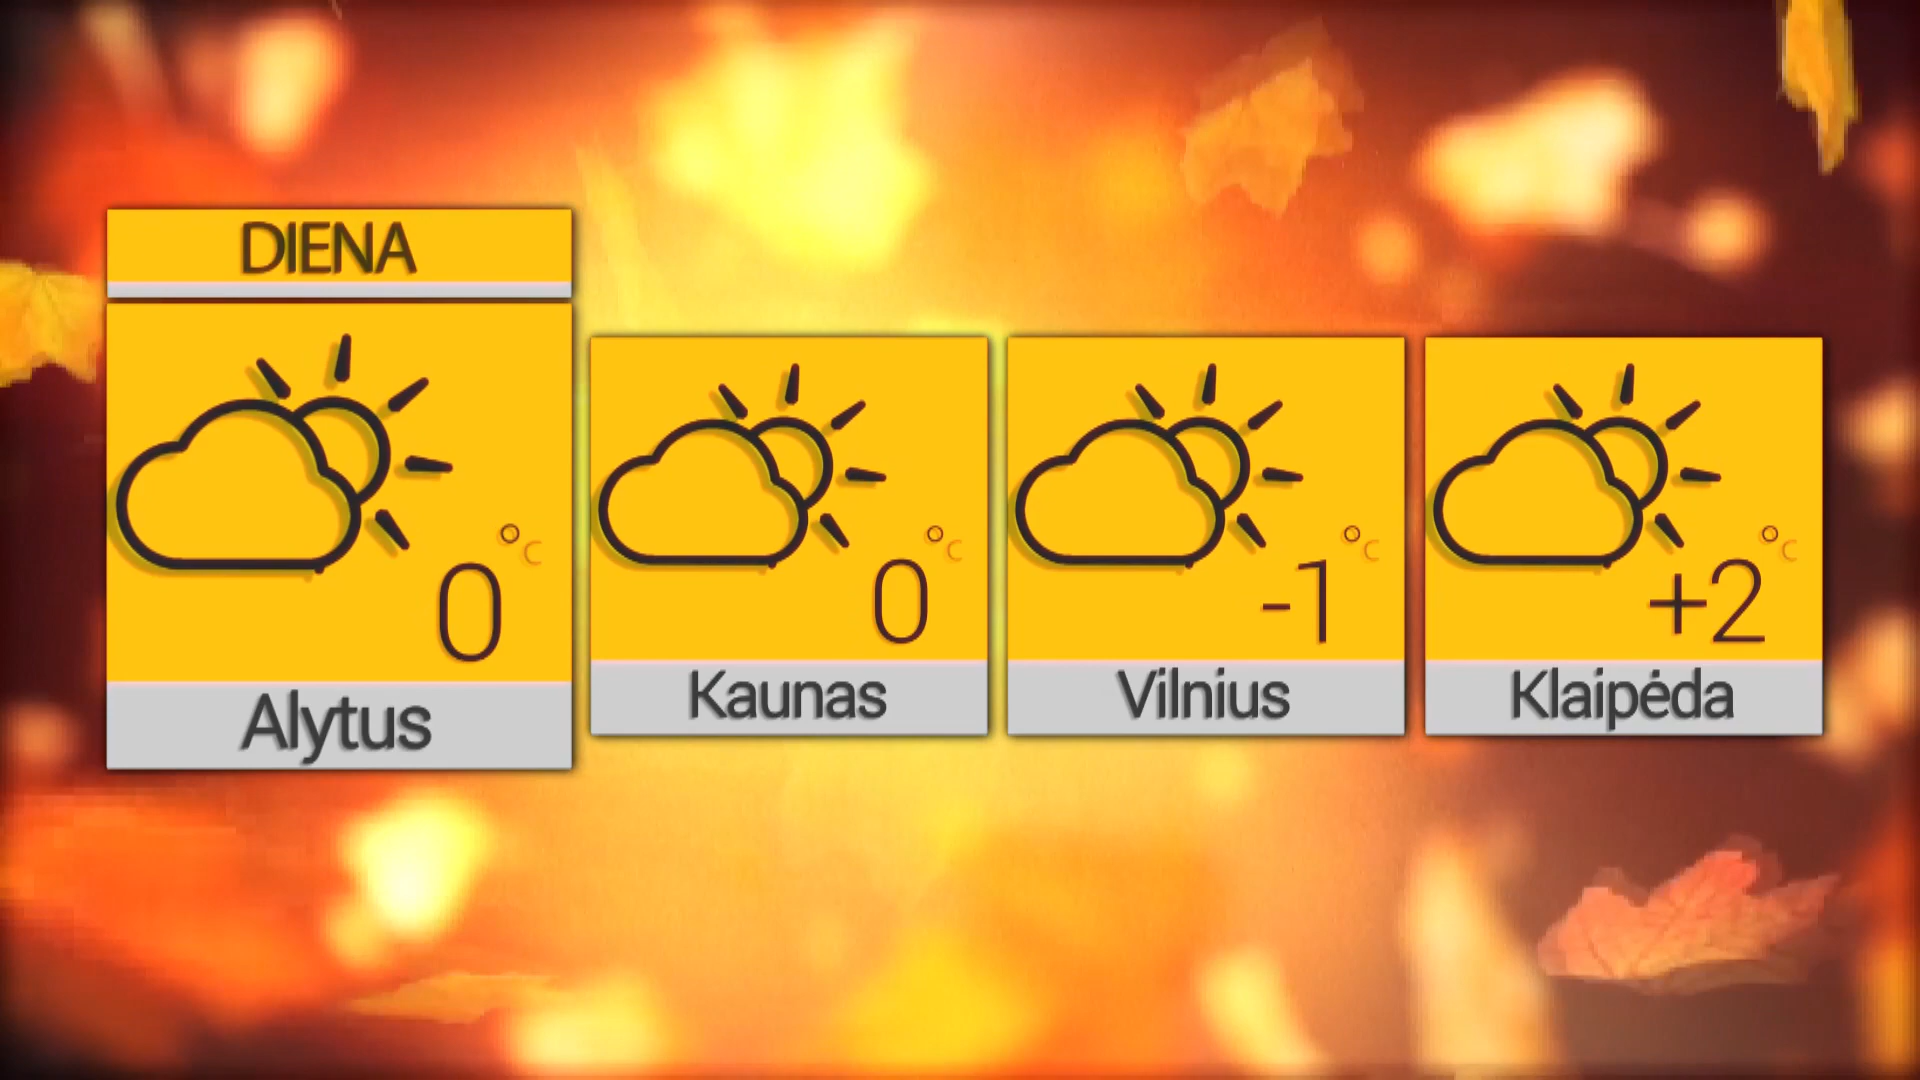 DIENA
0 °C
Alytus
0 °C
Kaunas
-1 °C
Vilnius
+2 °C
Klaipėda